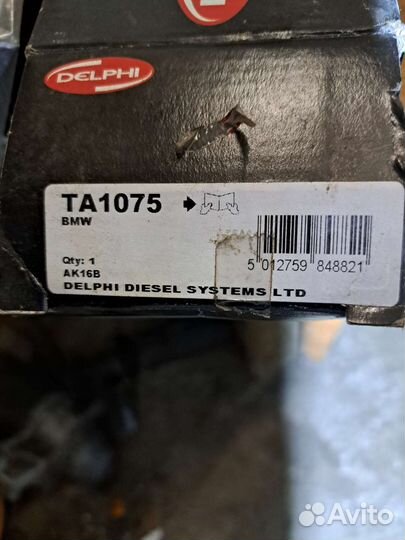 DELPHI
TA1075
BMW
Qty: 1
AK16B
5 012759 848821
DELPHI DIESEL SYSTEMS LTD
Avito